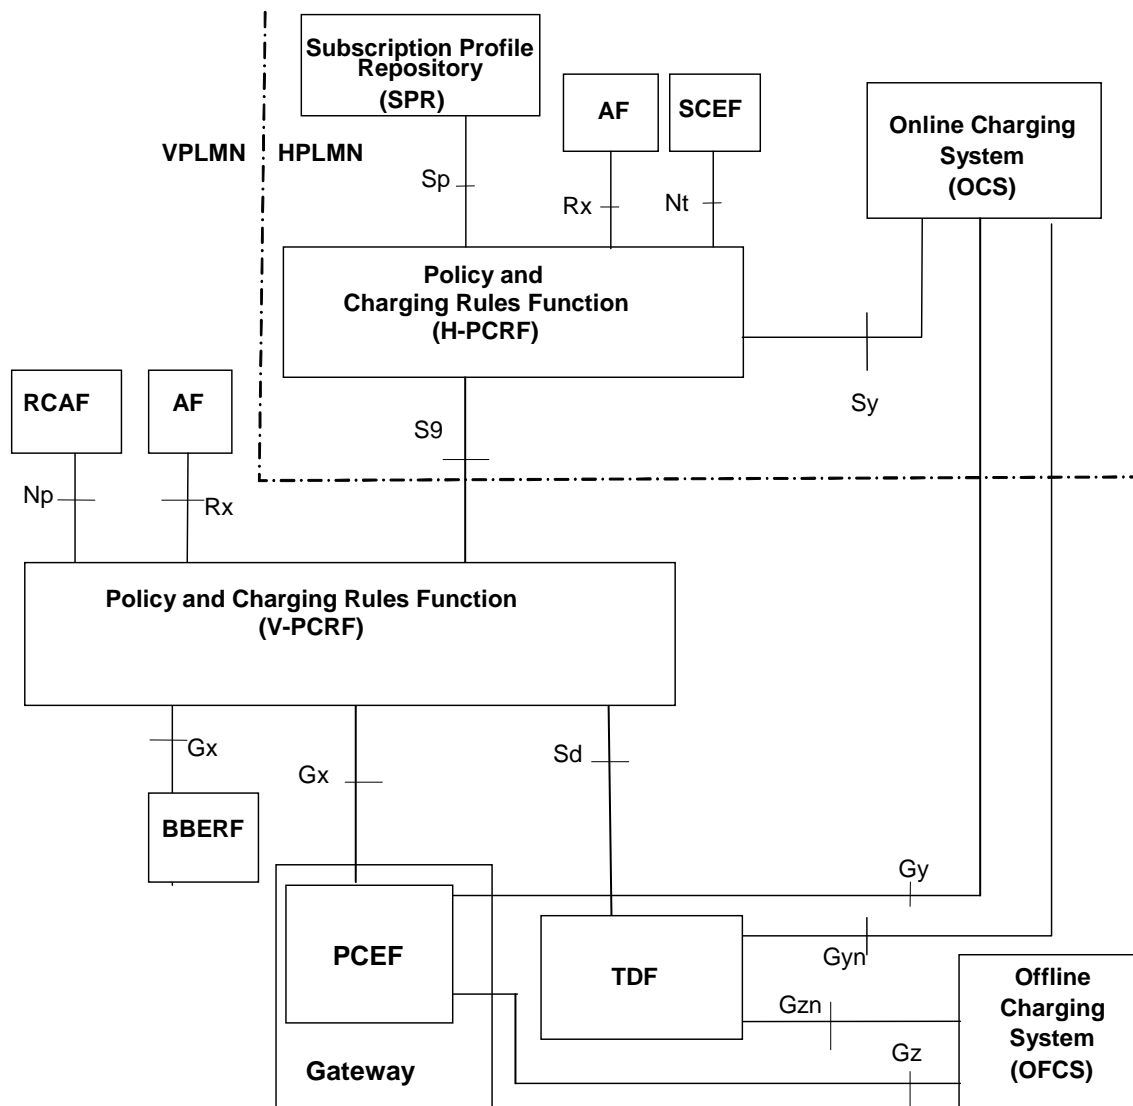 Subscription Profile
Repository
(SPR)
AF
SCEF
Online Charging
System
(OCS)
VPLMN
HPLMN
Sp
Rx
Nt
Policy and
Charging Rules Function
(H-PCRF)
Sy
RCAF
AF
S9
Np
Rx
Policy and Charging Rules Function
(V-PCRF)
Gx
Gx
Sd
BBERF
Gy
PCEF
TDF
Gyn
Offline
Charging
System
(OFCS)
Gzn
Gz
Gateway